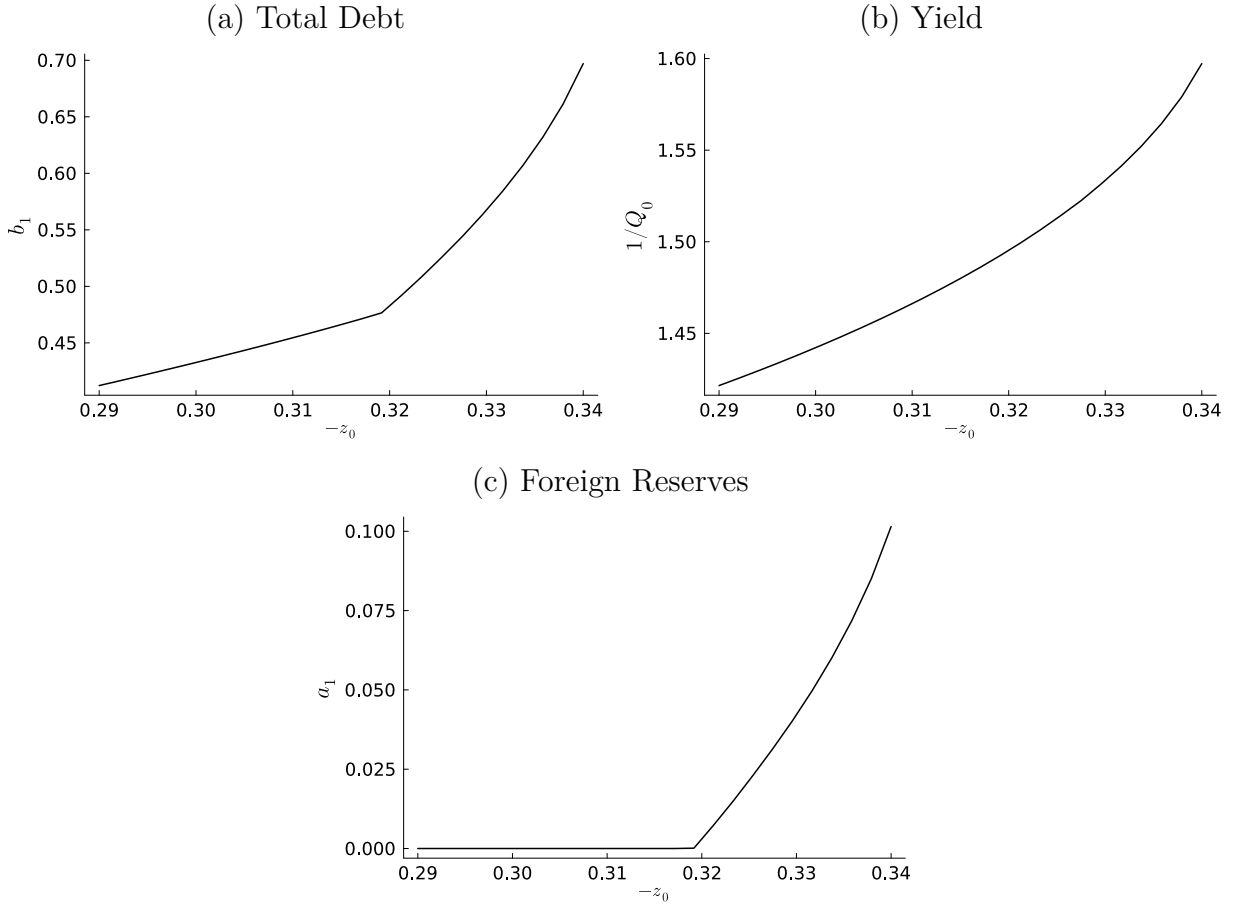 (a) Total Debt
0.70
0.65
0.60
0.55
0.50
0.45
b₁
0.29 0.30 0.31 0.32 0.33 0.34
−z₀
(b) Yield
1.60
1.55
1.50
1.45
1/Q₀
0.29 0.30 0.31 0.32 0.33 0.34
−z₀
(c) Foreign Reserves
0.100
0.075
0.050
0.025
0.000
a₁
0.29 0.30 0.31 0.32 0.33 0.34
−z₀